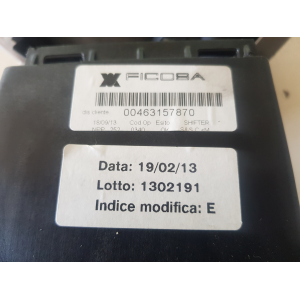 FICOSA
00463157870
SHIFTER
Data: 19/02/13
Lotto: 1302191
Indice modifica: E